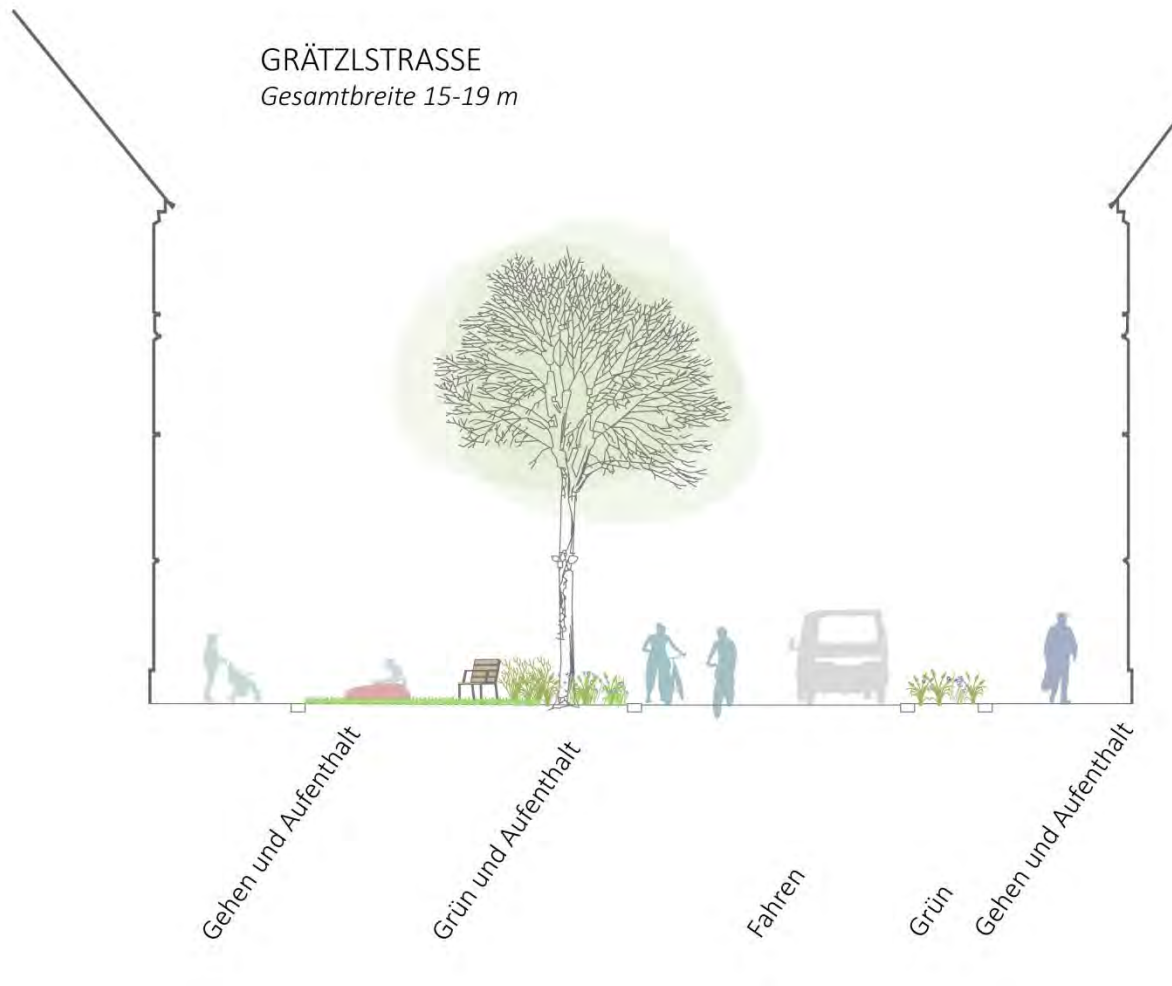 GRÄTZLSTRASSE
Gesamtbreite 15-19 m
Gehen und Aufenthalt
Grün und Aufenthalt
Fahren
Grün
Gehen und Aufenthalt